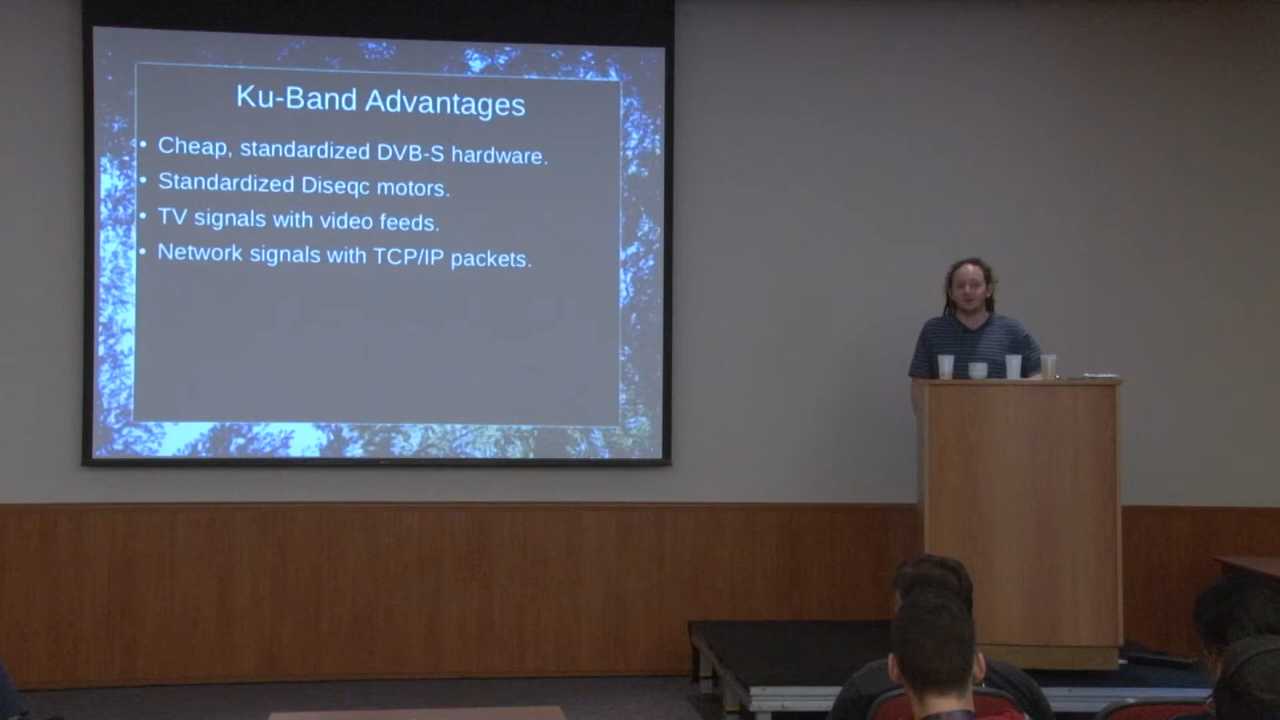 Ku-Band Advantages
• Cheap, standardized DVB-S hardware.
• Standardized Diseqc motors.
• TV signals with video feeds.
• Network signals with TCP/IP packets.